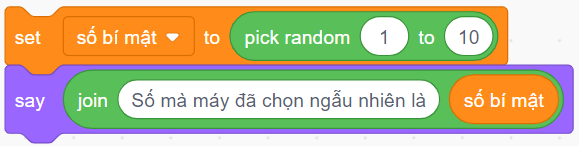 set số bí mật to pick random 1 to 10
say join Số mà máy đã chọn ngẫu nhiên là số bí mật